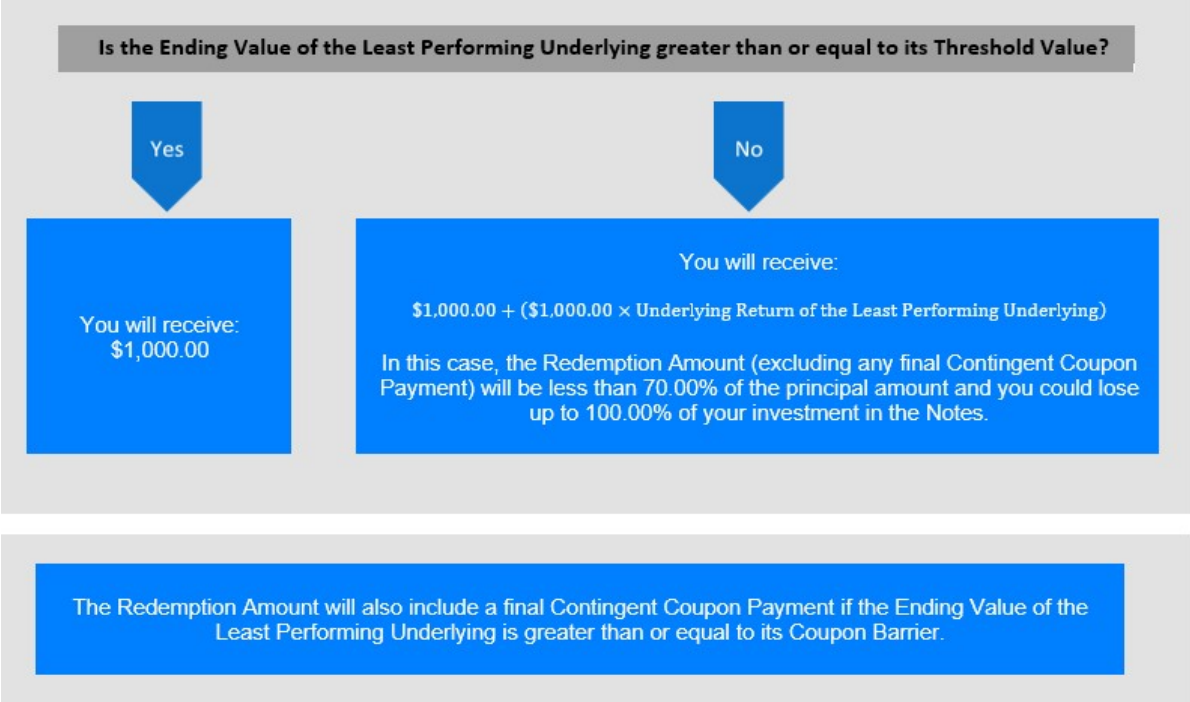 Is the Ending Value of the Least Performing Underlying greater than or equal to its Threshold Value?
Yes
No
You will receive:
$1,000.00
You will receive:
$1,000.00 + ($1,000.00 × Underlying Return of the Least Performing Underlying)
In this case, the Redemption Amount (excluding any final Contingent Coupon
Payment) will be less than 70.00% of the principal amount and you could lose
up to 100.00% of your investment in the Notes.
The Redemption Amount will also include a final Contingent Coupon Payment if the Ending Value of the
Least Performing Underlying is greater than or equal to its Coupon Barrier.